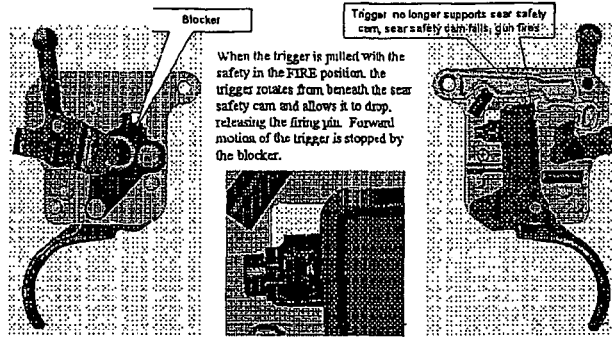 Blocker
Trigger no longer supports sear safety
cam, sear safety cam falls, gun fires
When the trigger is pulled with the
safety in the FIRE position, the
trigger rotates from beneath the sear
safety cam and allows it to drop,
releasing the firing pin. Forward
motion of the trigger is stopped by
the blocker.